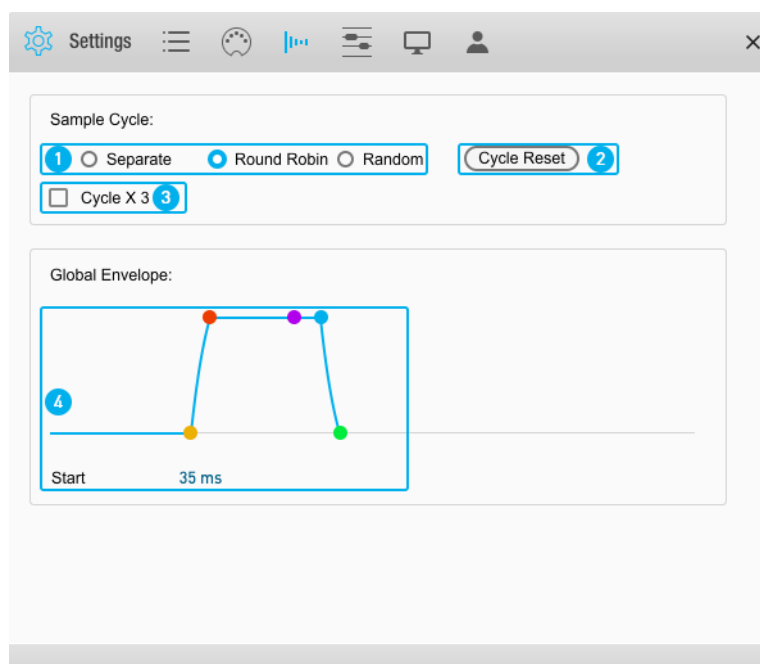 Settings
Sample Cycle:
1 Separate Round Robin Random Cycle Reset 2
Cycle X 3 3
Global Envelope:
4
Start 35 ms